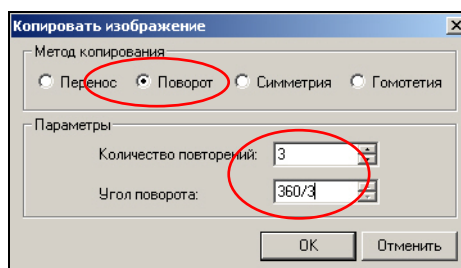 Копировать изображение
Метод копирования
Перенос Поворот Симметрия Гомотетия
Параметры
Количество повторений: 3
Угол поворота: 360/3
OK Отменить